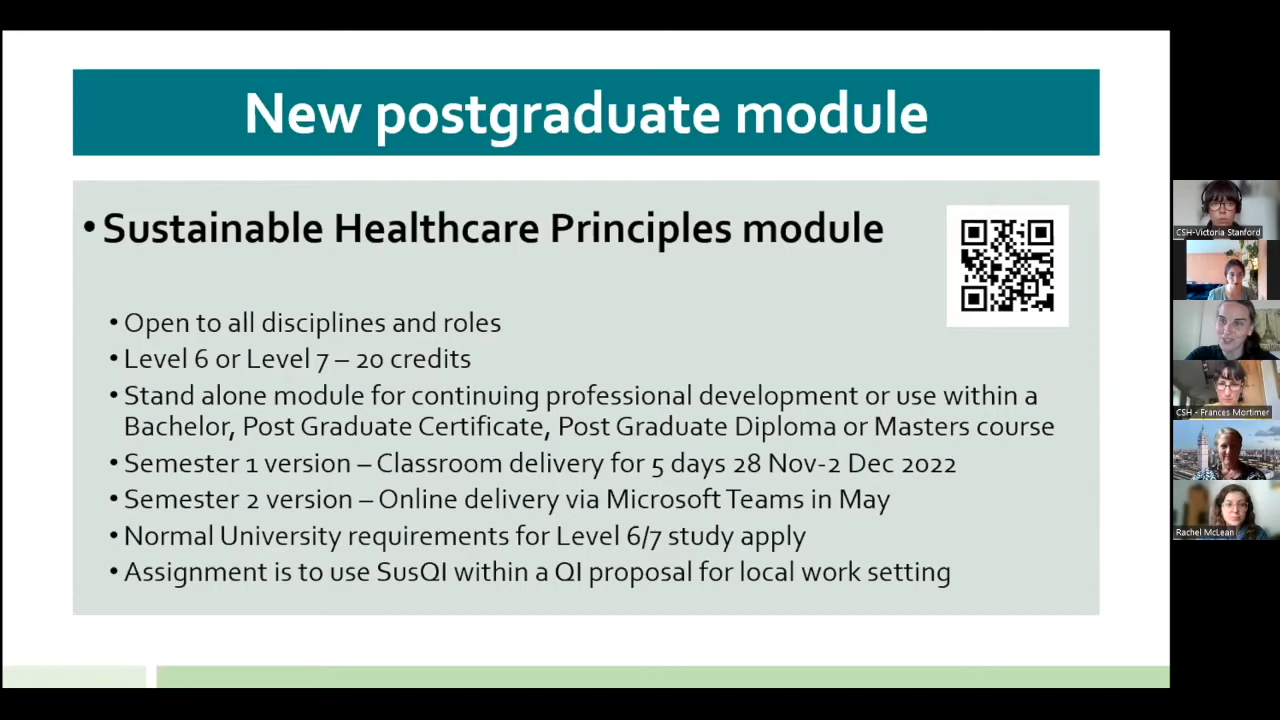 New postgraduate module
• Sustainable Healthcare Principles module
• Open to all disciplines and roles
• Level 6 or Level 7 – 20 credits
• Stand alone module for continuing professional development or use within a
Bachelor, Post Graduate Certificate, Post Graduate Diploma or Masters course
• Semester 1 version – Classroom delivery for 5 days 28 Nov-2 Dec 2022
• Semester 2 version – Online delivery via Microsoft Teams in May
• Normal University requirements for Level 6/7 study apply
• Assignment is to use SusQI within a QI proposal for local work setting
CSH-Victoria Stanford
CSH - Frances Mortimer
Rachel McLean